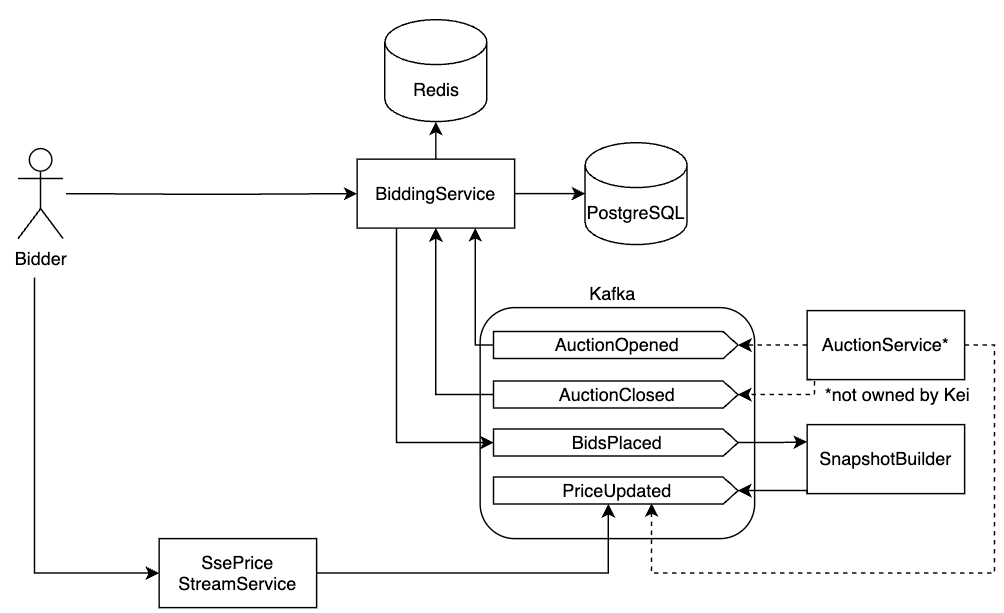 Redis
BiddingService
PostgreSQL
Bidder
Kafka
AuctionOpened
AuctionService*
AuctionClosed
*not owned by Kei
BidsPlaced
SnapshotBuilder
PriceUpdated
SsePrice
StreamService